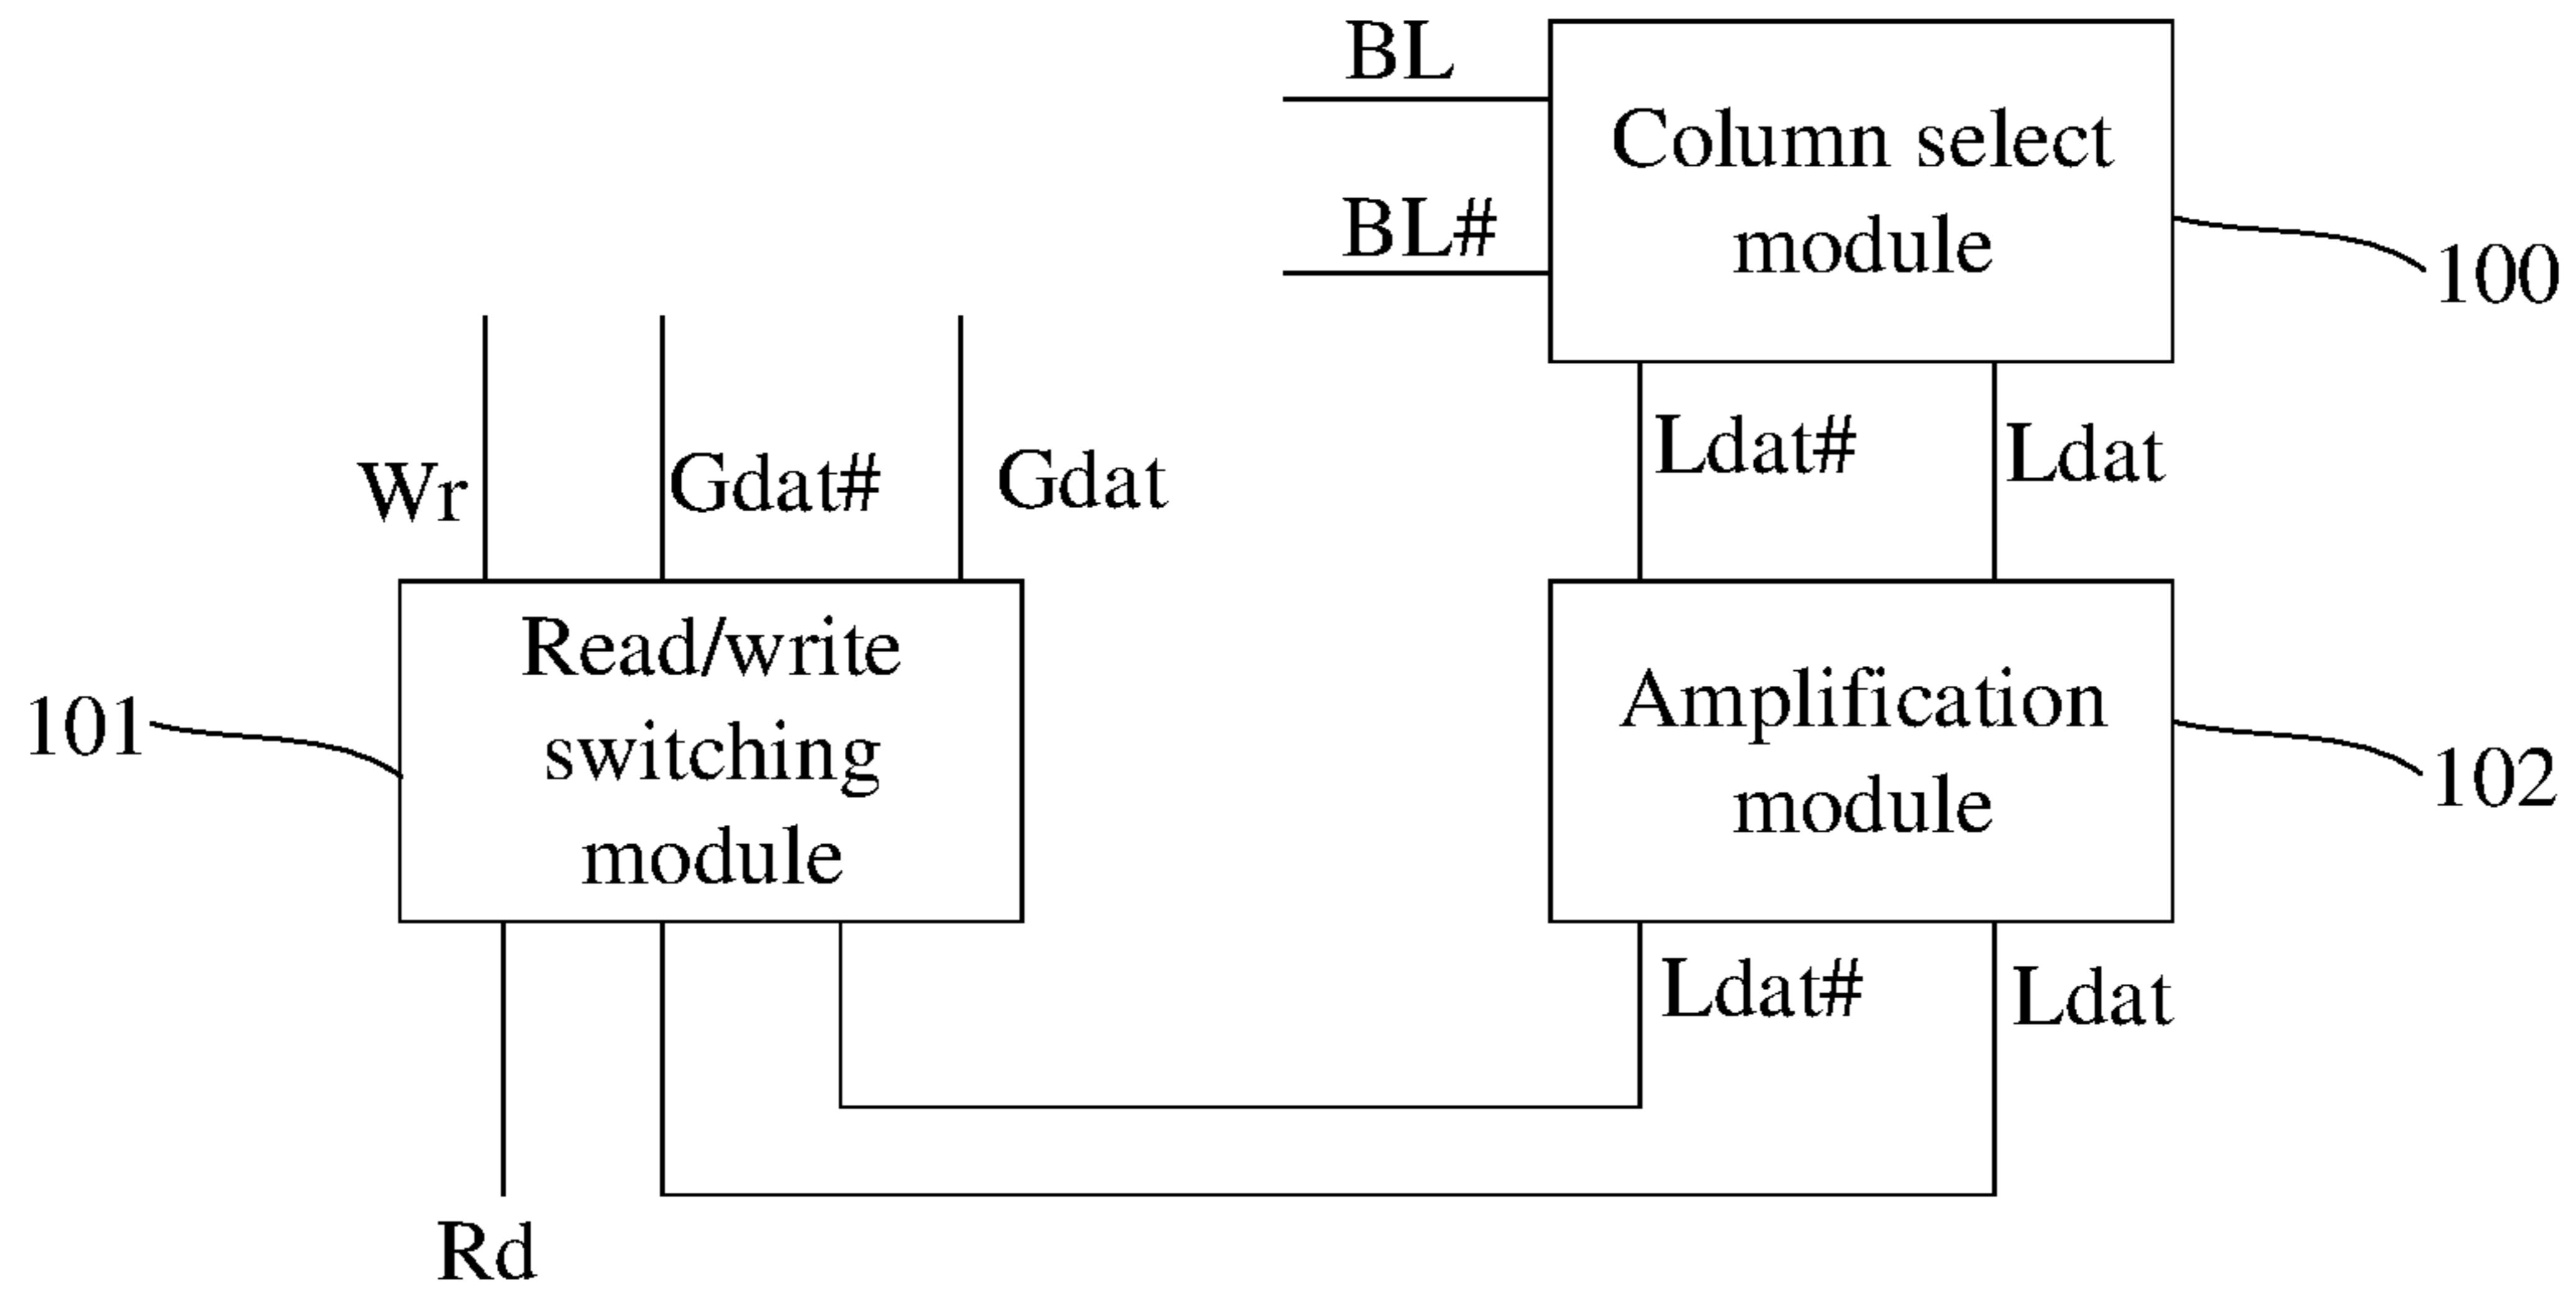 BL
Column select
module
BL#
100
Ldat#
Ldat
Wr
Gdat#
Gdat
Read/write
switching
module
101
Amplification
module
102
Ldat#
Ldat
Rd